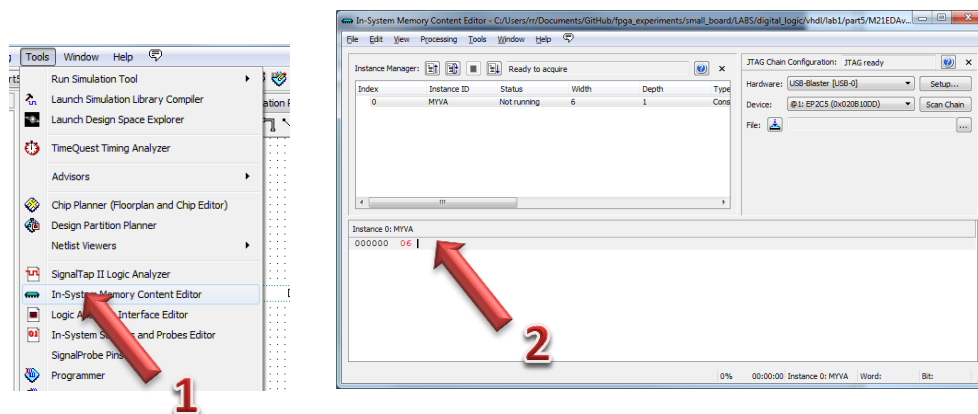 Tools Window Help
Run Simulation Tool
Launch Simulation Library Compiler
Launch Design Space Explorer
TimeQuest Timing Analyzer
Advisors
Chip Planner (Floorplan and Chip Editor)
Design Partition Planner
Netlist Viewers
SignalTap II Logic Analyzer
In-System Memory Content Editor
Logic Interface Editor
In-System and Probes Editor
SignalProbe Pins
Programmer
1
In-System Memory Content Editor - C:/Users/rr/Documents/GitHub/fpga_experiments/small_board/LABS/digital_logic/vhdl/lab1/part5/M21EDAv...
File Edit View Processing Tools Window Help
Instance Manager: Ready to acquire
Index Instance ID Status Width Depth Type
0 MYVA Not running 6 1 Cons
JTAG Chain Configuration: JTAG ready
Hardware: USB-Blaster [USB-0] Setup...
Device: @1: EP2C5 (0x020B10DD) Scan Chain
File: ...
Instance 0: MYVA
000000 06
2
0% 00:00:00 Instance 0: MYVA Word: Bit: